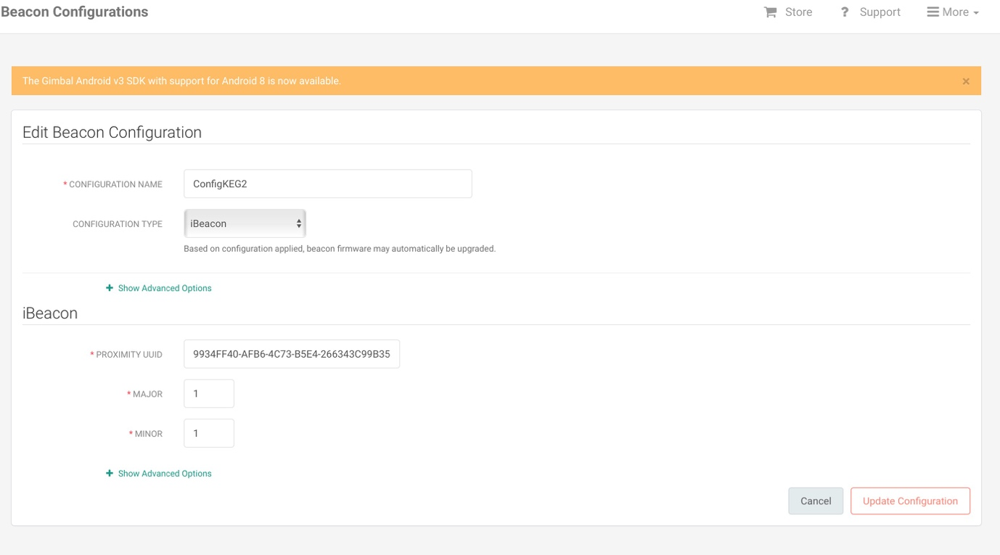 Beacon Configurations
Store
? Support
More
The Gimbal Android v3 SDK with support for Android 8 is now available.
×
Edit Beacon Configuration
* CONFIGURATION NAME
ConfigKEG2
CONFIGURATION TYPE
iBeacon
Based on configuration applied, beacon firmware may automatically be upgraded.
+ Show Advanced Options
iBeacon
* PROXIMITY UUID
9934FF40-AFB6-4C73-B5E4-266343C99B35
* MAJOR
1
* MINOR
1
+ Show Advanced Options
Cancel
Update Configuration